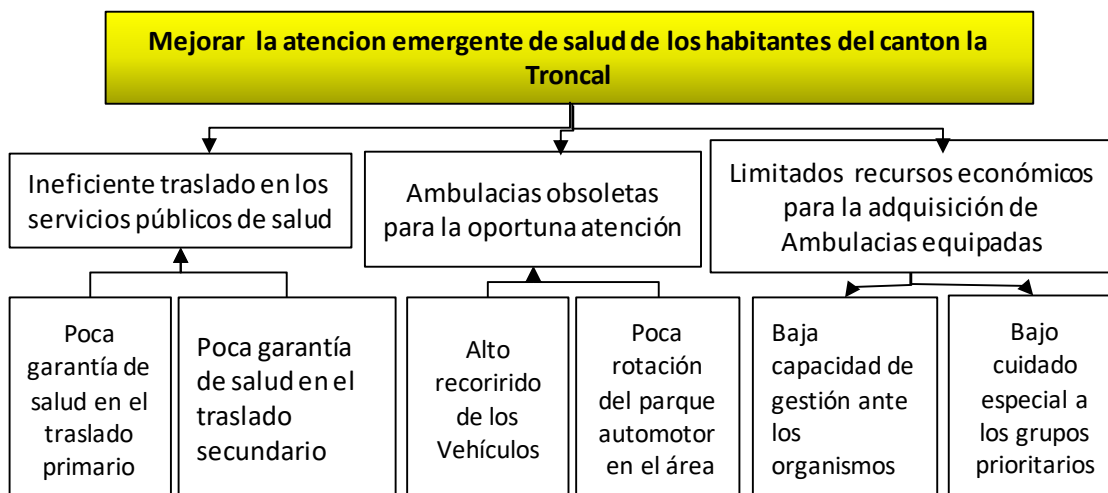 Mejorar la atencion emergente de salud de los habitantes del canton la
Troncal
Ineficiente traslado en los
servicios públicos de salud
Ambulacias obsoletas
para la oportuna atención
Limitados recursos económicos
para la adquisición de
Ambulacias equipadas
Poca
garantía de
salud en el
traslado
primario
Poca garantía
de salud en el
traslado
secundario
Alto
recorirido
de los
Vehículos
Poca
rotación
del parque
automotor
en el área
Baja
capacidad de
gestión ante
los
organismos
Bajo
cuidado
especial a
los grupos
prioritarios